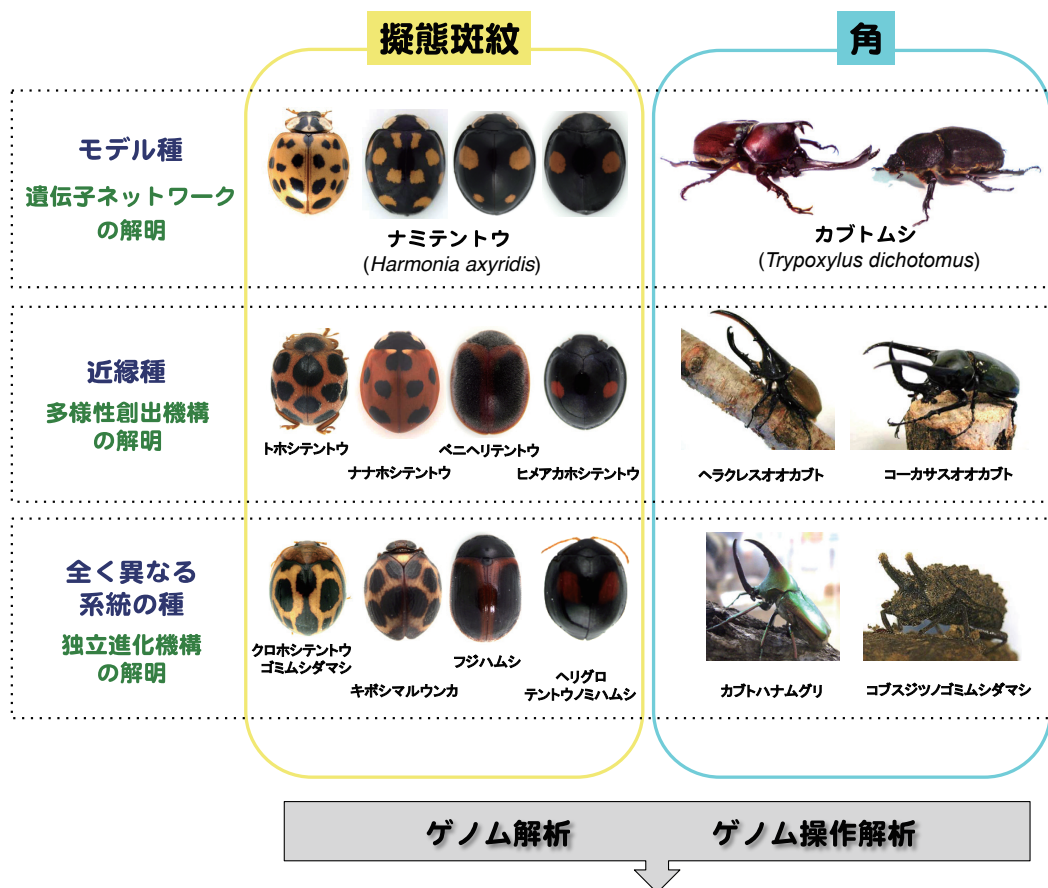 擬態斑紋
角
モデル種
遺伝子ネットワーク
の解明
ナミテントウ
(Harmonia axyridis)
カブトムシ
(Trypoxylus dichotomus)
近縁種
多様性創出機構
の解明
トホシテントウ
ナナホシテントウ
ベニヘリテントウ
ヒメアカホシテントウ
ヘラクレスオオカブト
コーカサスオオカブト
全く異なる
系統の種
独立進化機構
の解明
クロホシテントウ
ゴミムシダマシ
キボシマルウンカ
フジハムシ
ヘリグロ
テントウノミハムシ
カブトハナムグリ
コブスジツノゴミムシダマシ
ゲノム解析
ゲノム操作解析